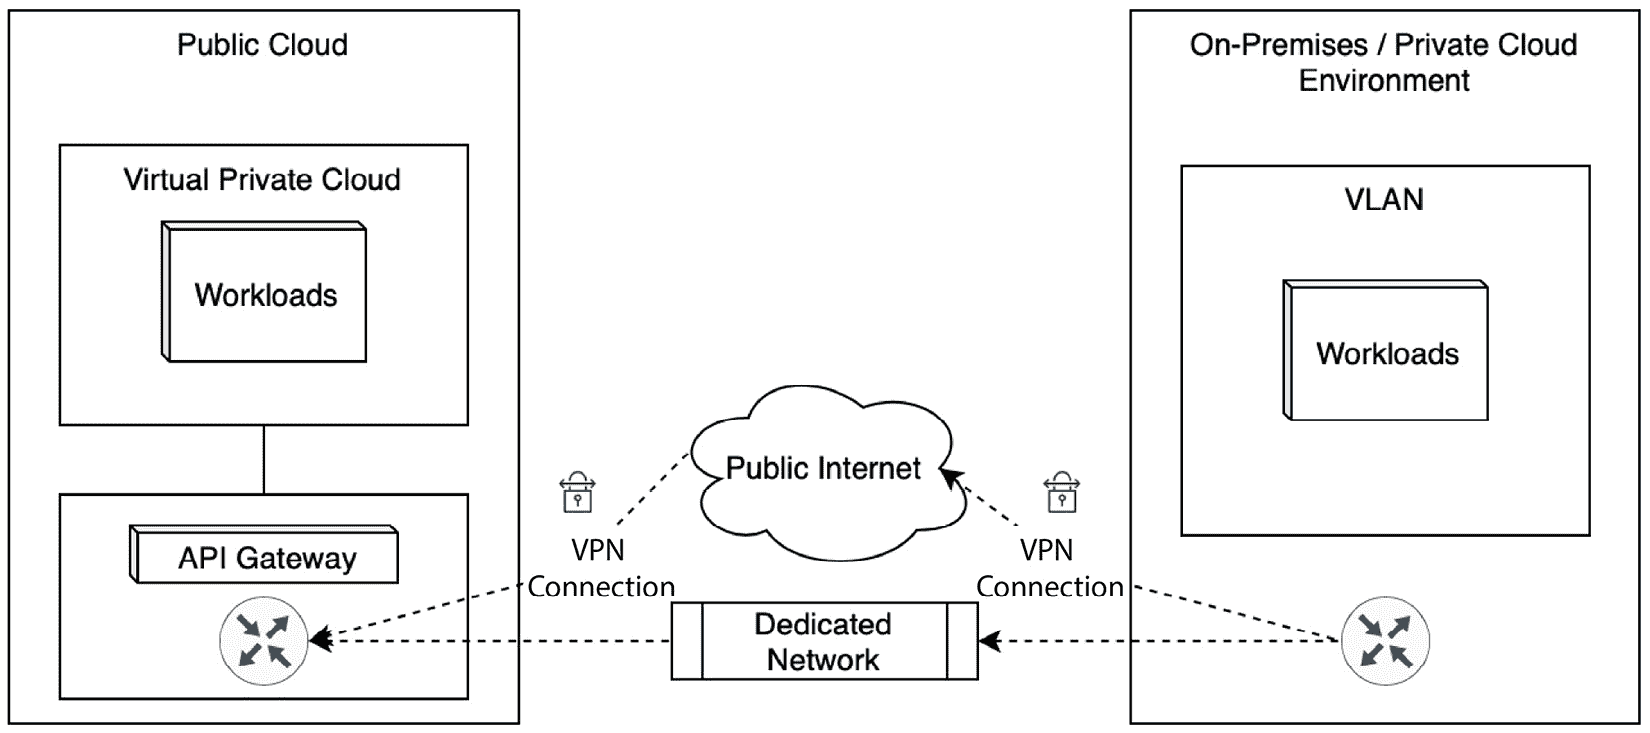 Public Cloud
Virtual Private Cloud
Workloads
API Gateway
VPN
Connection
Public Internet
VPN
Connection
Dedicated
Network
On-Premises / Private Cloud
Environment
VLAN
Workloads